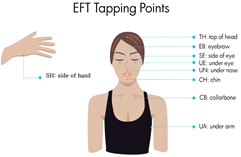 EFT Tapping Points
TH: top of head
EB: eyebrow
SE: side of eye
UE: under eye
UN: under nose
CH: chin
SH: side of hand
CB: collarbone
UA: under arm